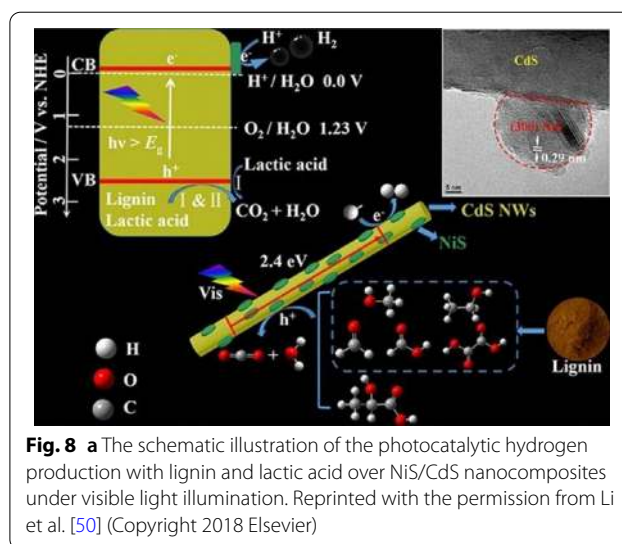 CB
0
1
2
3
VB
Potential / V vs. NHE
e-
e-
H+
H2
H+ / H2O 0.0 V
O2 / H2O 1.23 V
hν > Eg
h+
Lactic acid
I
Lignin
Lactic acid
I & II
CO2 + H2O
CdS
(300) NiS
0.29 nm
5 nm
e-
CdS NWs
NiS
2.4 eV
Vis
h+
+
Lignin
H
O
C
Fig. 8 a The schematic illustration of the photocatalytic hydrogen
production with lignin and lactic acid over NiS/CdS nanocomposites
under visible light illumination. Reprinted with the permission from Li
et al. [50] (Copyright 2018 Elsevier)